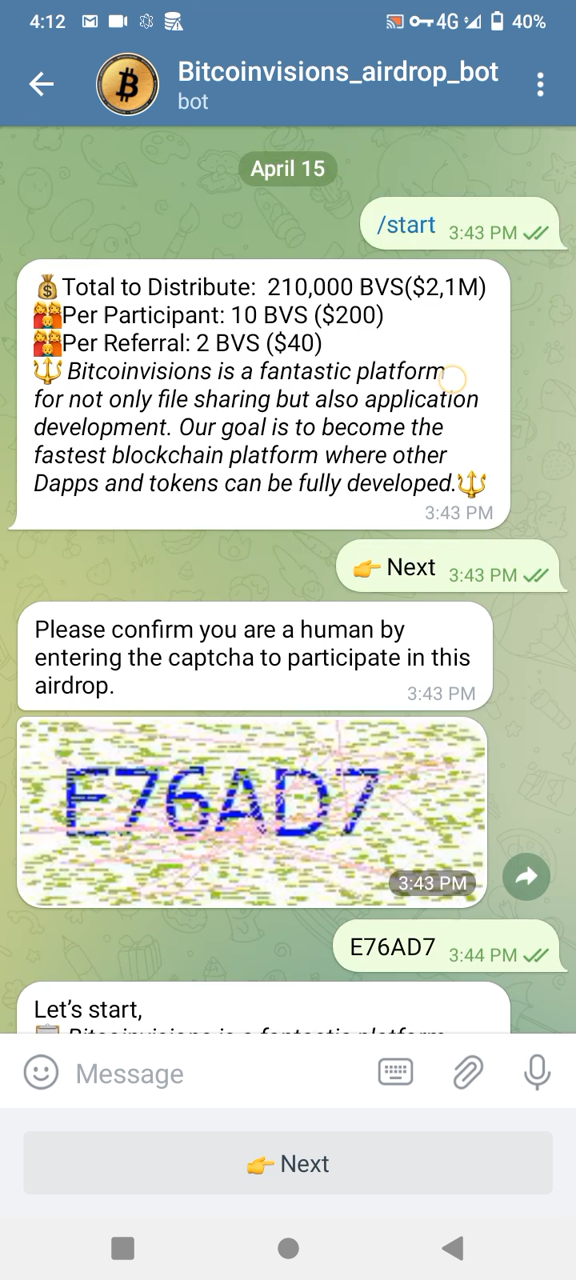 4:12
4G 40%
Bitcoinvisions_airdrop_bot
bot
April 15
/start 3:43 PM
💰Total to Distribute:  210,000 BVS($2,1M)
👭Per Participant: 10 BVS ($200)
👭Per Referral: 2 BVS ($40)
🔱 Bitcoinvisions is a fantastic platform
for not only file sharing but also application
development. Our goal is to become the
fastest blockchain platform where other
Dapps and tokens can be fully developed.🔱
3:43 PM
👉 Next 3:43 PM
Please confirm you are a human by
entering the captcha to participate in this
airdrop. 3:43 PM
E76AD7
3:43 PM
E76AD7 3:44 PM
Let’s start,
📋 Bitcoinvisions is a fantastic platform
Message
👉 Next